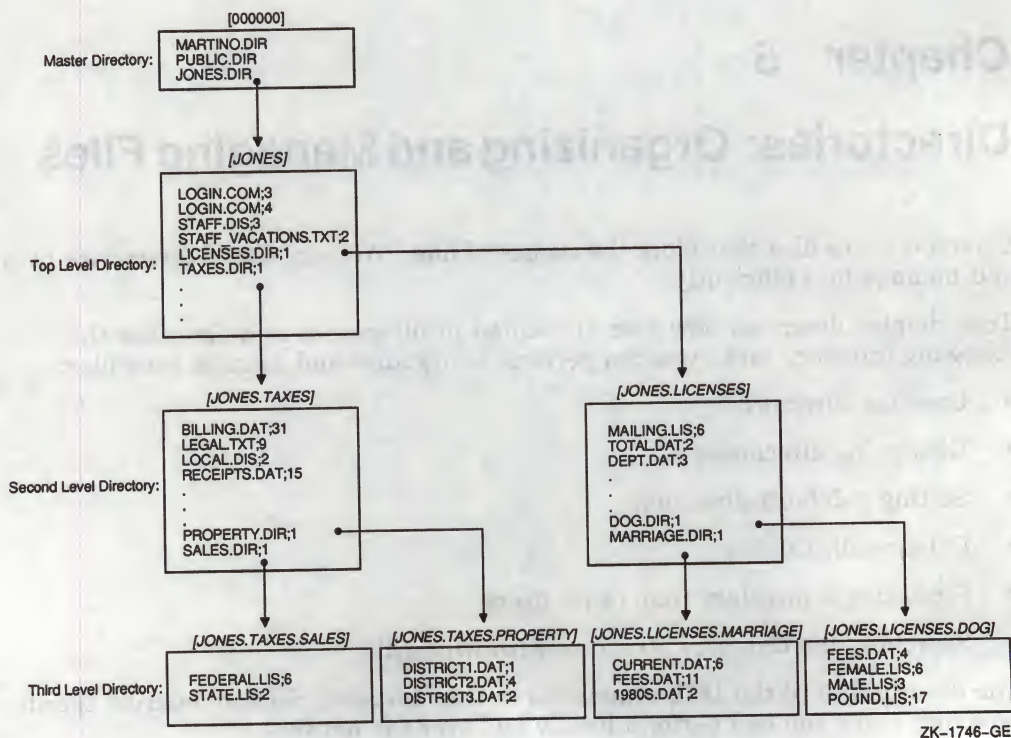 [000000]
Master Directory:
MARTINO.DIR
PUBLIC.DIR
JONES.DIR
[JONES]
Top Level Directory:
LOGIN.COM;3
LOGIN.COM;4
STAFF.DIS;3
STAFF_VACATIONS.TXT;2
LICENSES.DIR;1
TAXES.DIR;1
.
.
.
[JONES.TAXES]
Second Level Directory:
BILLING.DAT;31
LEGAL.TXT;9
LOCAL.DIS;2
RECEIPTS.DAT;15
.
.
.
PROPERTY.DIR;1
SALES.DIR;1
[JONES.LICENSES]
MAILING.LIS;6
TOTAL.DAT;2
DEPT.DAT;3
.
.
.
DOG.DIR;1
MARRIAGE.DIR;1
Third Level Directory:
[JONES.TAXES.SALES]
FEDERAL.LIS;6
STATE.LIS;2
[JONES.TAXES.PROPERTY]
DISTRICT1.DAT;1
DISTRICT2.DAT;4
DISTRICT3.DAT;2
[JONES.LICENSES.MARRIAGE]
CURRENT.DAT;6
FEES.DAT;11
1980S.DAT;2
[JONES.LICENSES.DOG]
FEES.DAT;4
FEMALE.LIS;6
MALE.LIS;3
POUND.LIS;17
ZK-1746-GE
Chapter
Directories: Organizing and Managing Files